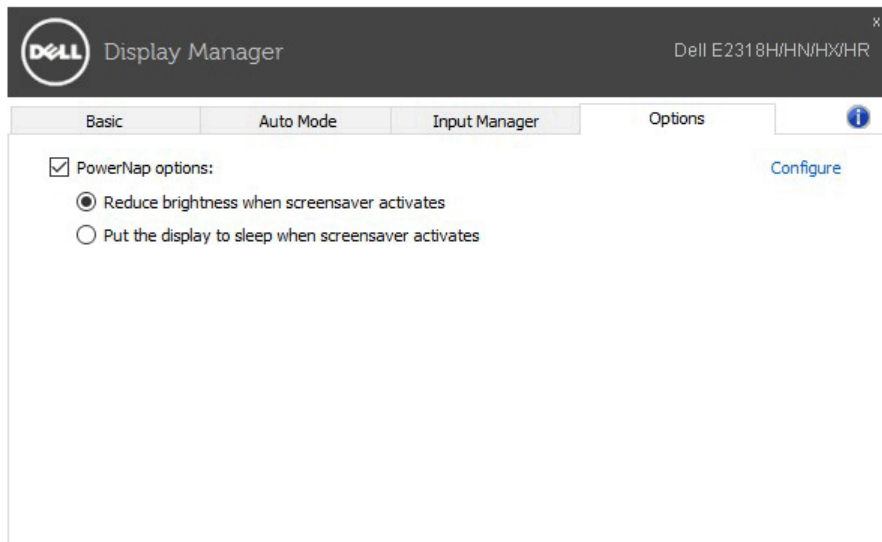 x
DELL Display Manager Dell E2318H/HN/HX/HR
Basic Auto Mode Input Manager Options i
PowerNap options: Configure
Reduce brightness when screensaver activates
Put the display to sleep when screensaver activates